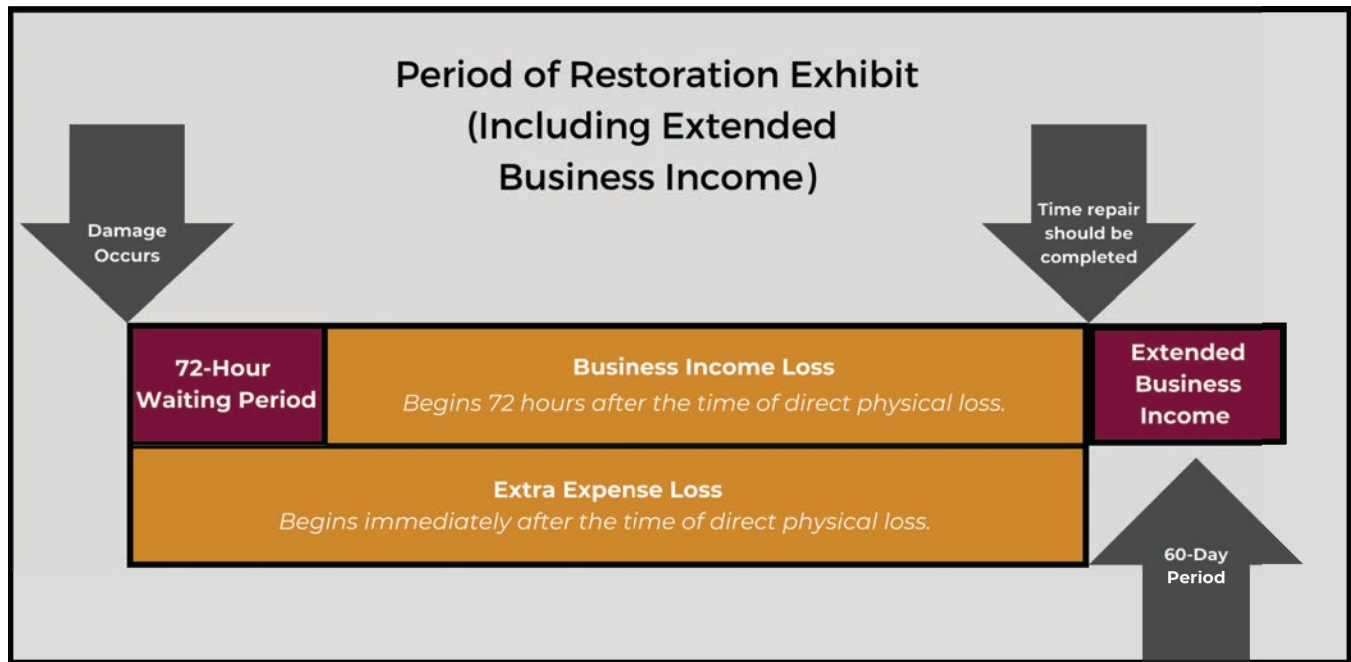 Period of Restoration Exhibit
(Including Extended
Business Income)
Damage
Occurs
Time repair
should be
completed
72-Hour
Waiting Period
Business Income Loss
Begins 72 hours after the time of direct physical loss.
Extended
Business
Income
Extra Expense Loss
Begins immediately after the time of direct physical loss.
60-Day
Period